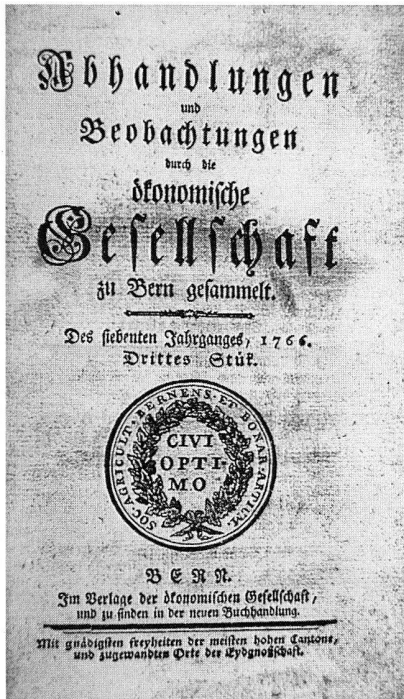 Abhandlungen
und
Beobachtungen
durch die
ökonomische
Gesellschaft
zu Bern gesammelt.
Des siebenten Jahrganges, 1766.
Drittes Stük.
SOC. AGRICULT. BERNENS. ET BONAR. ARTIUM.
CIVI
OPTI-
MO
BERN.
Im Verlage der ökonomischen Gesellschaft,
und zu finden in der neuen Buchhandlung.
Mit gnädigsten freyheiten der meisten hohen Cantone,
und zugewandten Orte der Eydgnoßschaft.